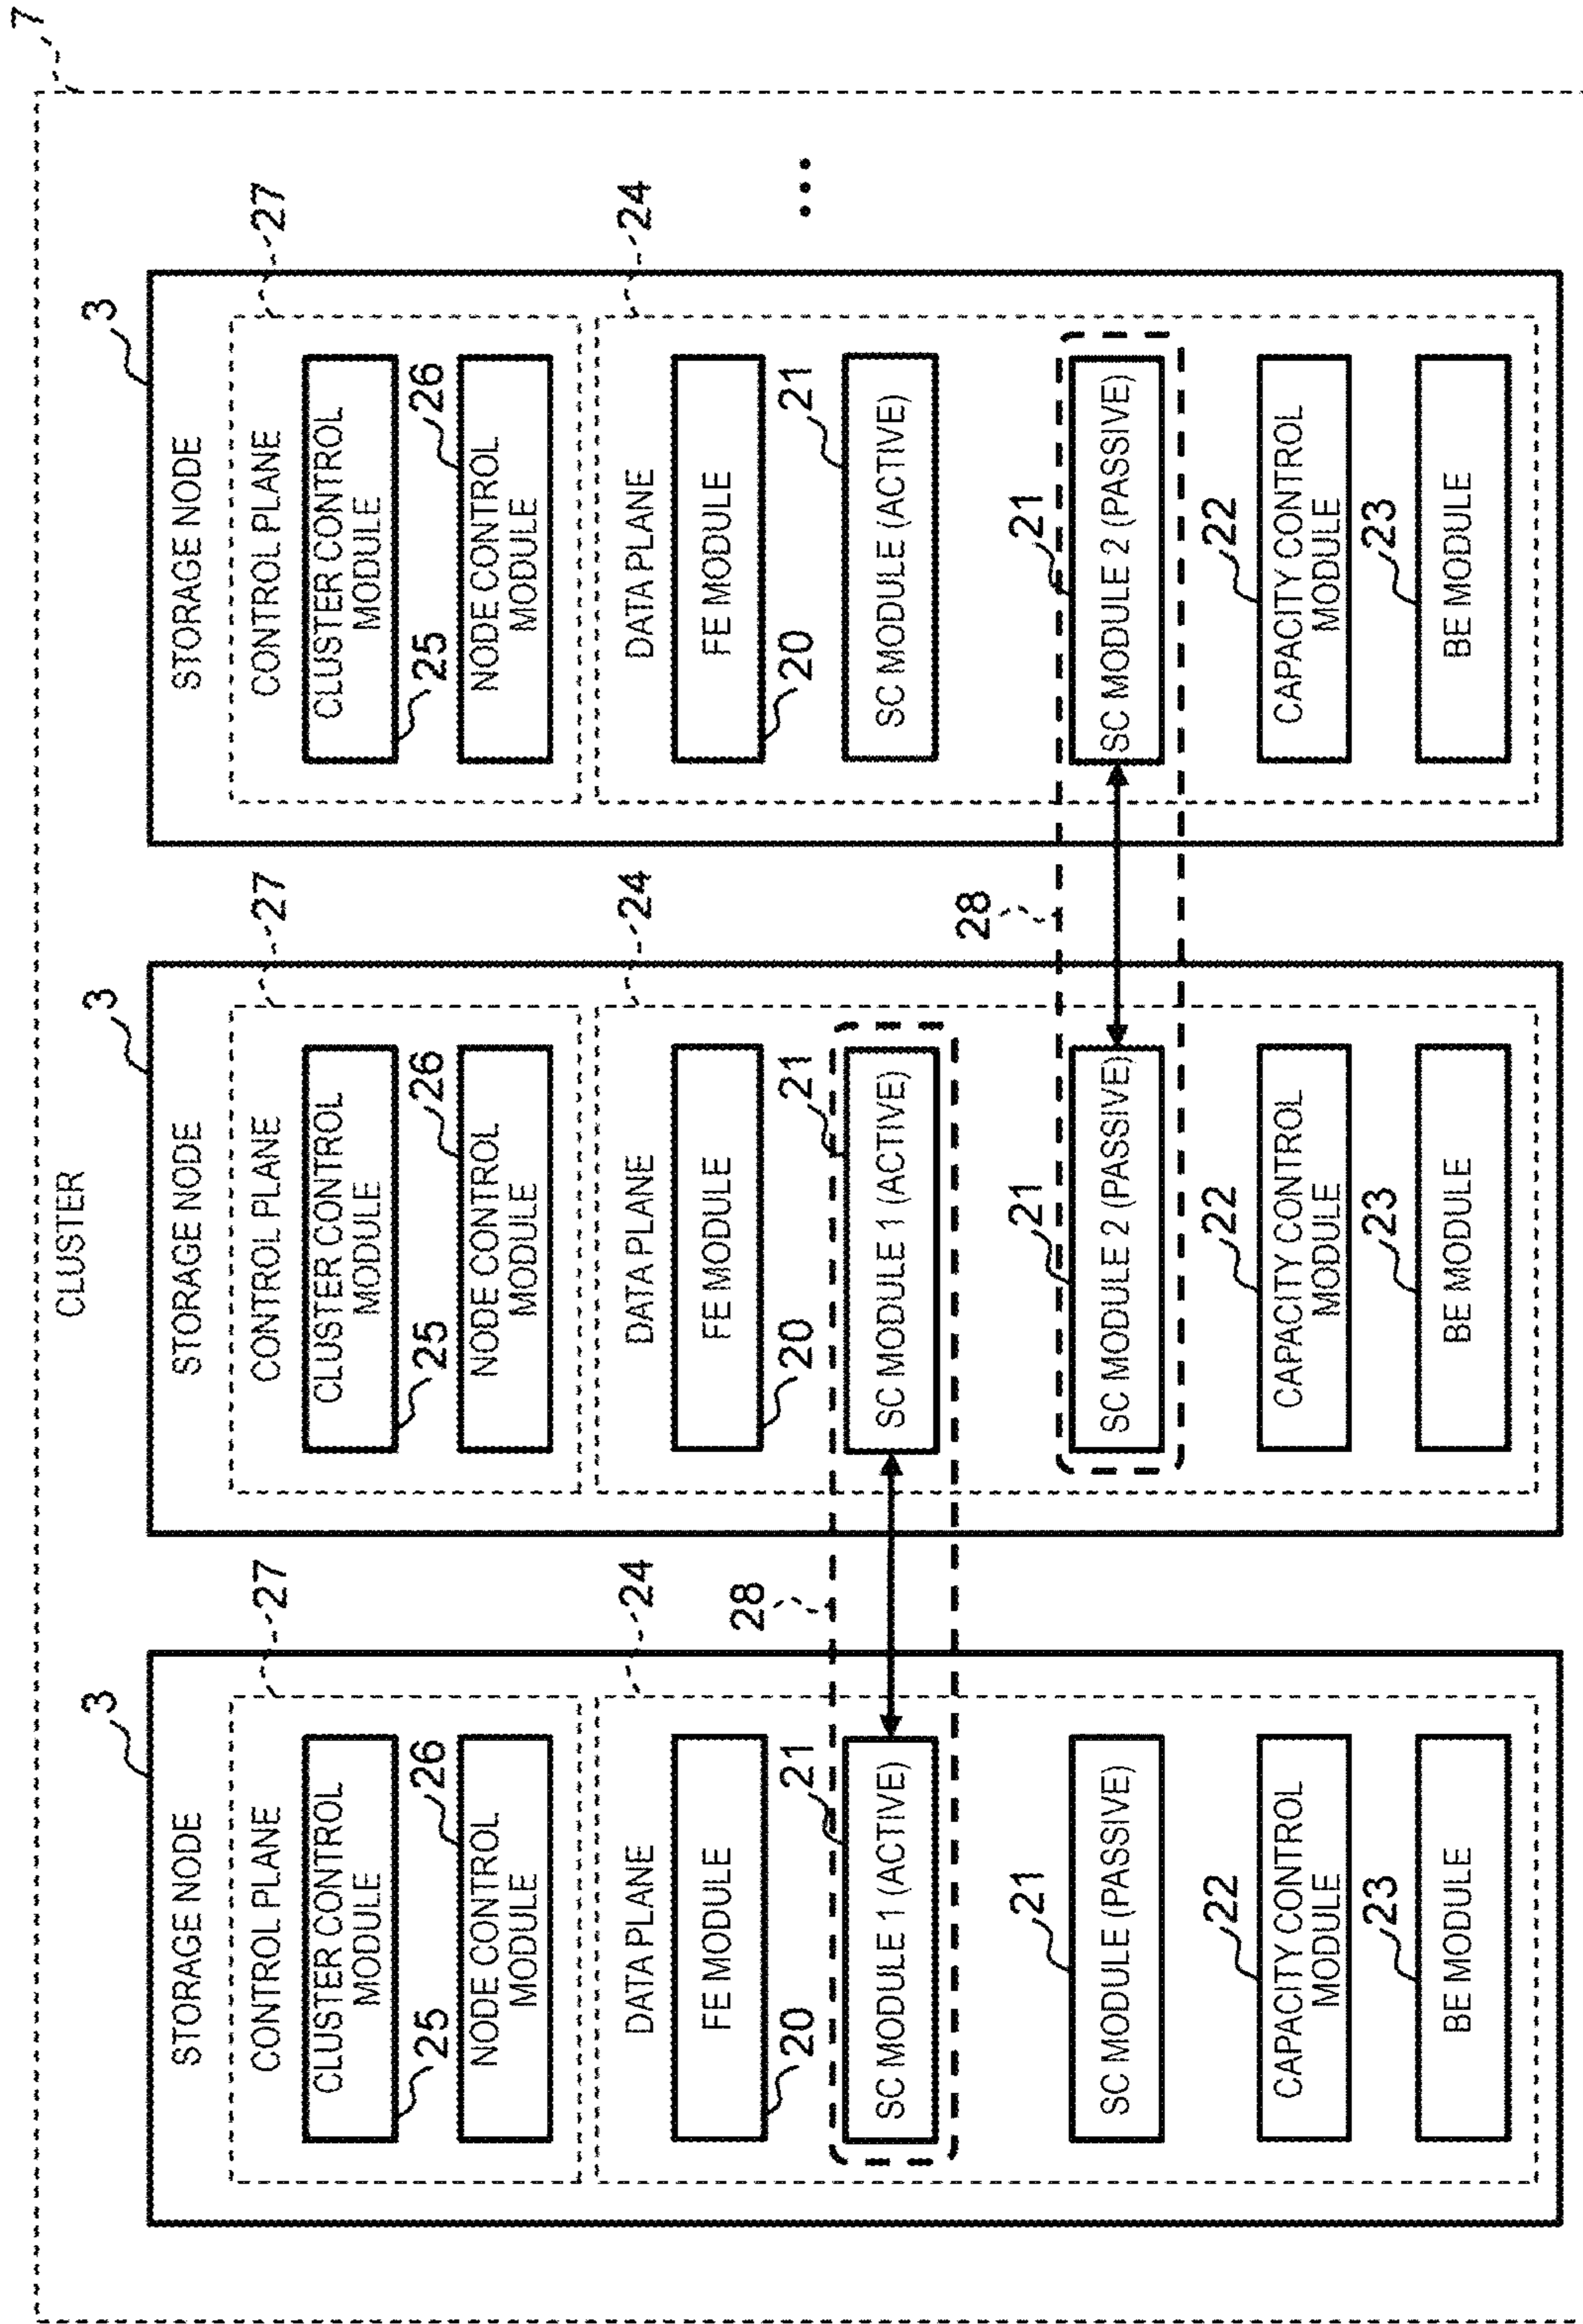 7
CLUSTER
3
STORAGE NODE
27
CONTROL PLANE
CLUSTER CONTROL
MODULE
25
26
NODE CONTROL
MODULE
24
DATA PLANE
FE MODULE
20
21
SC MODULE 1 (ACTIVE)
21
SC MODULE (PASSIVE)
22
CAPACITY CONTROL
MODULE
23
BE MODULE
28
3
STORAGE NODE
27
CONTROL PLANE
CLUSTER CONTROL
MODULE
25
26
NODE CONTROL
MODULE
24
DATA PLANE
FE MODULE
20
21
SC MODULE 1 (ACTIVE)
21
SC MODULE 2 (PASSIVE)
22
CAPACITY CONTROL
MODULE
23
BE MODULE
28
3
STORAGE NODE
27
CONTROL PLANE
CLUSTER CONTROL
MODULE
25
26
NODE CONTROL
MODULE
24
DATA PLANE
FE MODULE
20
21
SC MODULE (ACTIVE)
21
SC MODULE 2 (PASSIVE)
22
CAPACITY CONTROL
MODULE
23
BE MODULE
...